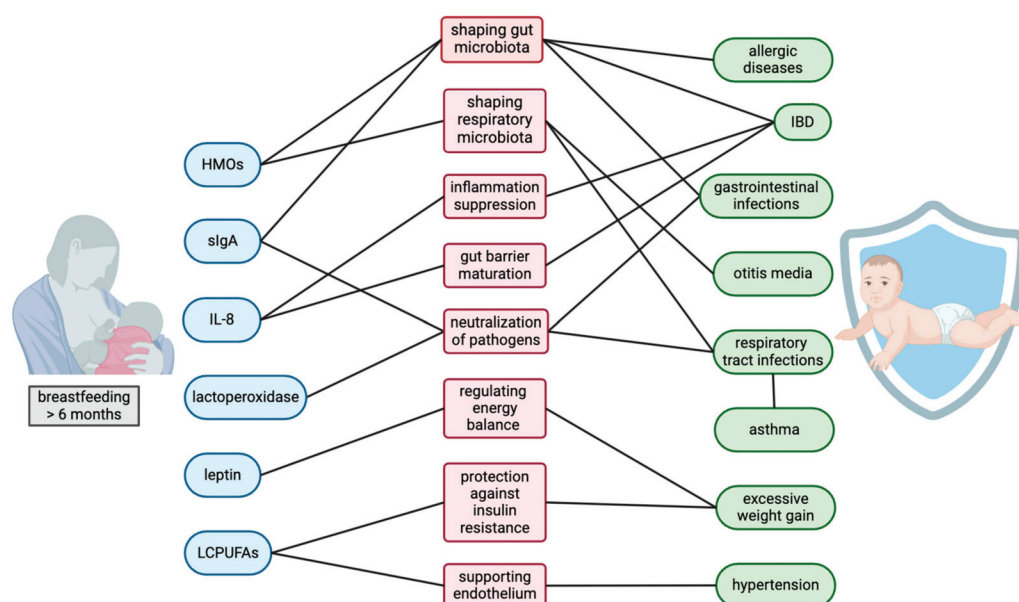 breastfeeding
> 6 months
HMOs
sIgA
IL-8
lactoperoxidase
leptin
LCPUFAs
shaping gut
microbiota
shaping
respiratory
microbiota
inflammation
suppression
gut barrier
maturation
neutralization
of pathogens
regulating
energy
balance
protection
against
insulin
resistance
supporting
endothelium
allergic
diseases
IBD
gastrointestinal
infections
otitis media
respiratory
tract infections
asthma
excessive
weight gain
hypertension